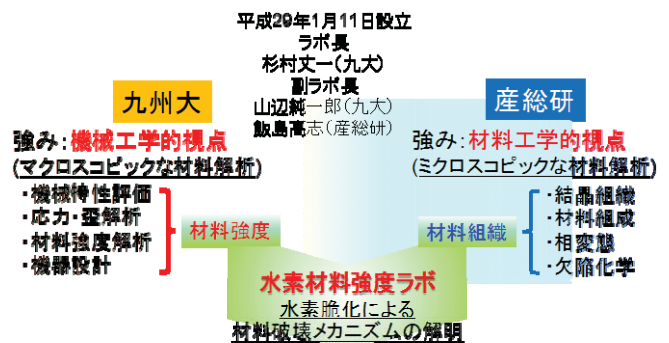 平成29年1月11日設立
ラボ長
杉村丈一(九大)
副ラボ長
山辺純一郎(九大)
飯島高志(産総研)
九州大
強み:機械工学的視点
(マクロスコピックな材料解析)
・機械特性評価
・応力・歪解析
・材料強度解析
・機器設計
材料強度
産総研
強み:材料工学的視点
(ミクロスコピックな材料解析)
・結晶組織
・材料組成
・相変態
・欠陥化学
材料組織
水素材料強度ラボ
水素脆化による
材料破壊メカニズムの解明